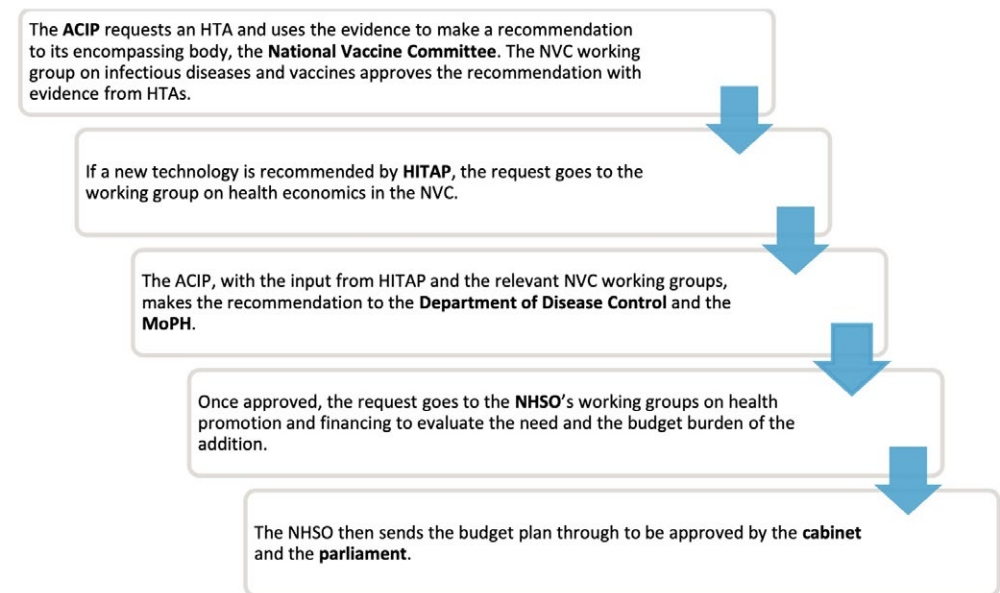 The ACIP requests an HTA and uses the evidence to make a recommendation
to its encompassing body, the National Vaccine Committee. The NVC working
group on infectious diseases and vaccines approves the recommendation with
evidence from HTAs.
If a new technology is recommended by HITAP, the request goes to the
working group on health economics in the NVC.
The ACIP, with the input from HITAP and the relevant NVC working groups,
makes the recommendation to the Department of Disease Control and the
MoPH.
Once approved, the request goes to the NHSO's working groups on health
promotion and financing to evaluate the need and the budget burden of the
addition.
The NHSO then sends the budget plan through to be approved by the cabinet
and the parliament.